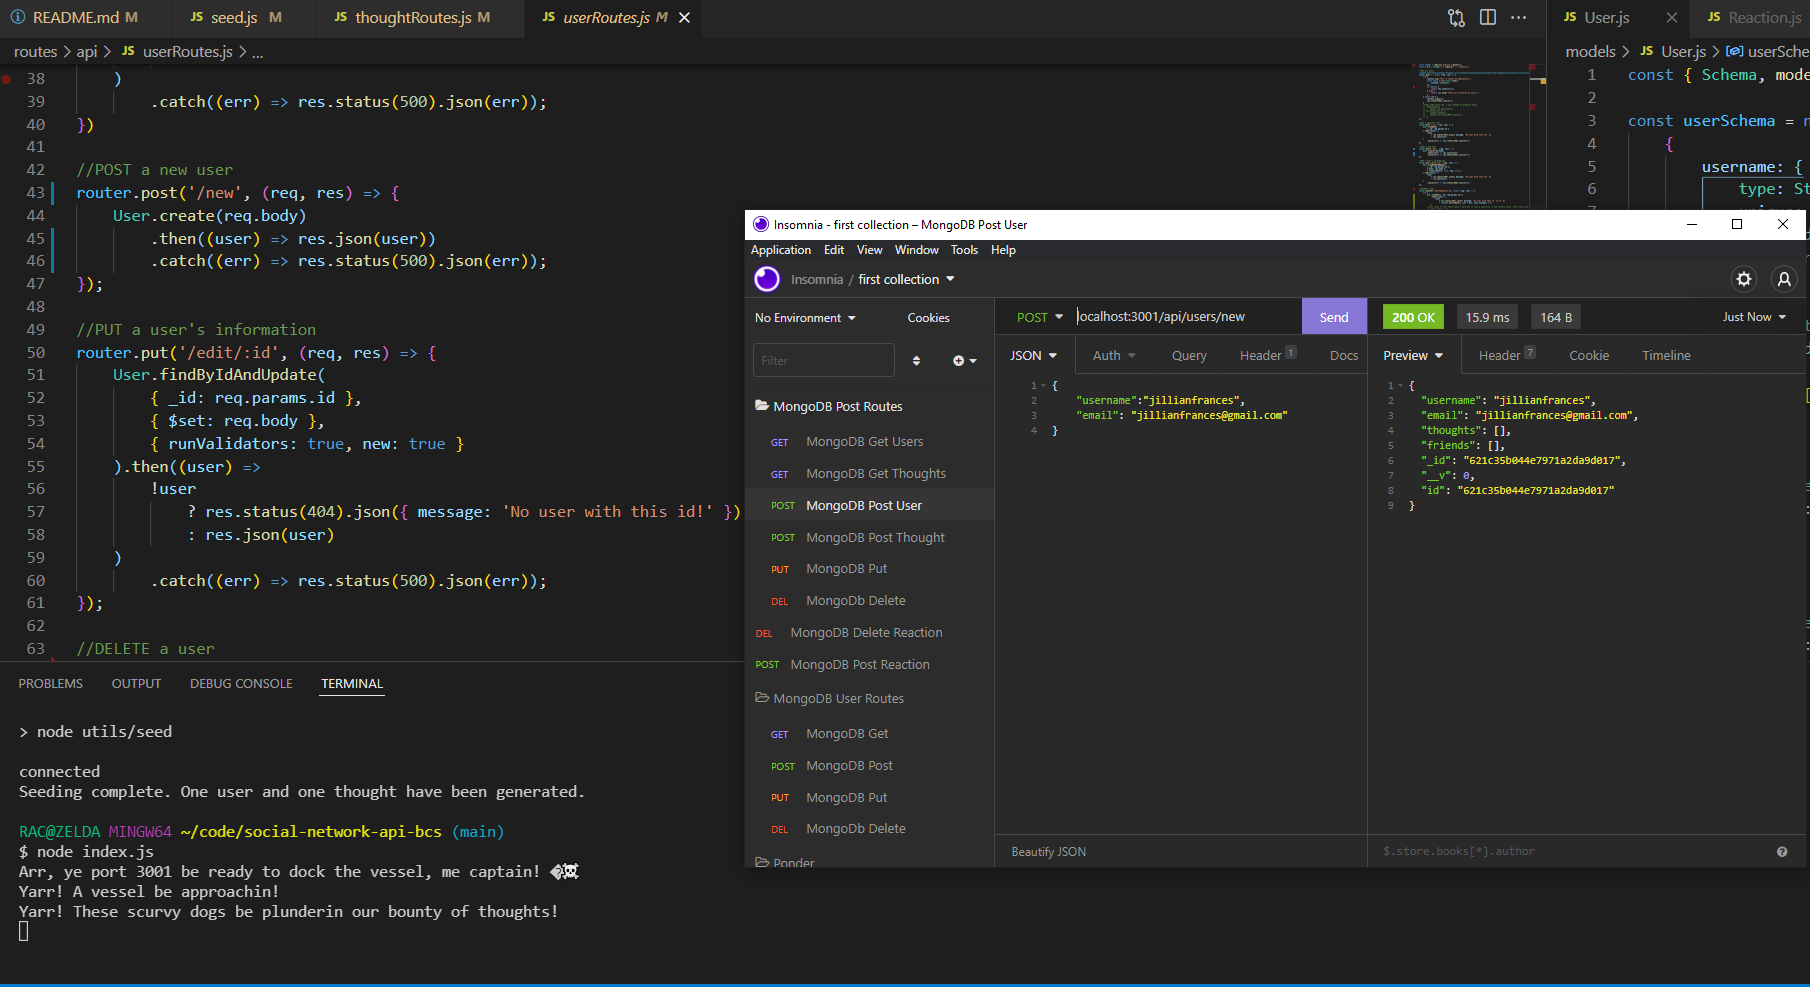 README.md M
JS seed.js M
JS thoughtRoutes.js M
JS userRoutes.js M
routes > api > JS userRoutes.js > ...
38 )
39 .catch((err) => res.status(500).json(err));
40 })
41
42 //POST a new user
43 router.post('/new', (req, res) => {
44 User.create(req.body)
45 .then((user) => res.json(user))
46 .catch((err) => res.status(500).json(err));
47 });
48
49 //PUT a user's information
50 router.put('/edit/:id', (req, res) => {
51 User.findByIdAndUpdate(
52 { _id: req.params.id },
53 { $set: req.body },
54 { runValidators: true, new: true }
55 ).then((user) =>
56 !user
57 ? res.status(404).json({ message: 'No user with this id!' })
58 : res.json(user)
59 )
60 .catch((err) => res.status(500).json(err));
61 });
62
63 //DELETE a user
JS User.js
JS Reaction.js
models > JS User.js > userSche
1 const { Schema, mode
2
3 const userSchema = n
4 {
5 username: {
6 type: St
Insomnia - first collection – MongoDB Post User
Application Edit View Window Tools Help
Insomnia / first collection
No Environment
Cookies
Filter
MongoDB Post Routes
GET MongoDB Get Users
GET MongoDB Get Thoughts
POST MongoDB Post User
POST MongoDB Post Thought
PUT MongoDB Put
DEL MongoDb Delete
DEL MongoDB Delete Reaction
POST MongoDB Post Reaction
MongoDB User Routes
GET MongoDB Get
POST MongoDB Post
PUT MongoDB Put
DEL MongoDb Delete
Ponder
POST localhost:3001/api/users/new Send
JSON Auth Query Header 1 Docs
1 {
2 "username":"jillianfrances",
3 "email": "jillianfrances@gmail.com"
4 }
Beautify JSON
200 OK 15.9 ms 164 B Just Now
Preview Header 7 Cookie Timeline
1 {
2 "username": "jillianfrances",
3 "email": "jillianfrances@gmail.com",
4 "thoughts": [],
5 "friends": [],
6 "_id": "621c35b044e7971a2da9d017",
7 "__v": 0,
8 "id": "621c35b044e7971a2da9d017"
9 }
$.store.books[*].author
PROBLEMS OUTPUT DEBUG CONSOLE TERMINAL
> node utils/seed
connected
Seeding complete. One user and one thought have been generated.
RAC@ZELDA MINGW64 ~/code/social-network-api-bcs (main)
$ node index.js
Arr, ye port 3001 be ready to dock the vessel, me captain! �☠
Yarr! A vessel be approachin!
Yarr! These scurvy dogs be plunderin our bounty of thoughts!